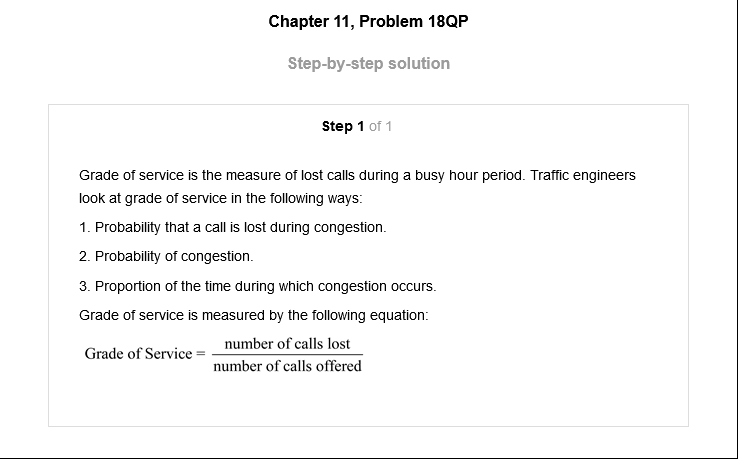 Chapter 11, Problem 18QP
Step-by-step solution
Step 1 of 1
Grade of service is the measure of lost calls during a busy hour period. Traffic engineers
look at grade of service in the following ways:
1. Probability that a call is lost during congestion.
2. Probability of congestion.
3. Proportion of the time during which congestion occurs.
Grade of service is measured by the following equation:
Grade of Service = number of calls lost
number of calls offered